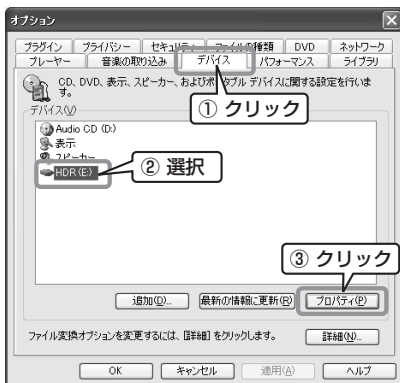 オプション
プラグイン プライバシー セキュリティ ファイルの種類 DVD ネットワーク
プレーヤー 音楽の取り込み デバイス パフォーマンス ライブラリ
CD、DVD、表示、スピーカー、およびポータブル デバイスに関する設定を行います。
① クリック
デバイス(V)
Audio CD (D:)
表示
スピーカー
HDR (E:)
② 選択
③ クリック
追加(D)... 最新の情報に更新(R) プロパティ(P)
ファイル変換オプションを変更するには、[詳細] をクリックします。 詳細(N)...
OK キャンセル 適用(A) ヘルプ